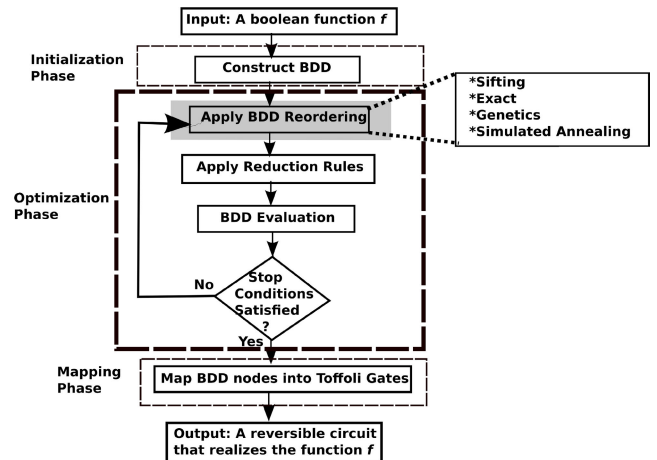 Input: A boolean function f
Initialization
Phase
Construct BDD
*Sifting
*Exact
*Genetics
*Simulated Annealing
Apply BDD Reordering
Apply Reduction Rules
Optimization
Phase
BDD Evaluation
No
Stop
Conditions
Satisfied
?
Yes
Mapping
Phase
Map BDD nodes into Toffoli Gates
Output: A reversible circuit
that realizes the function f